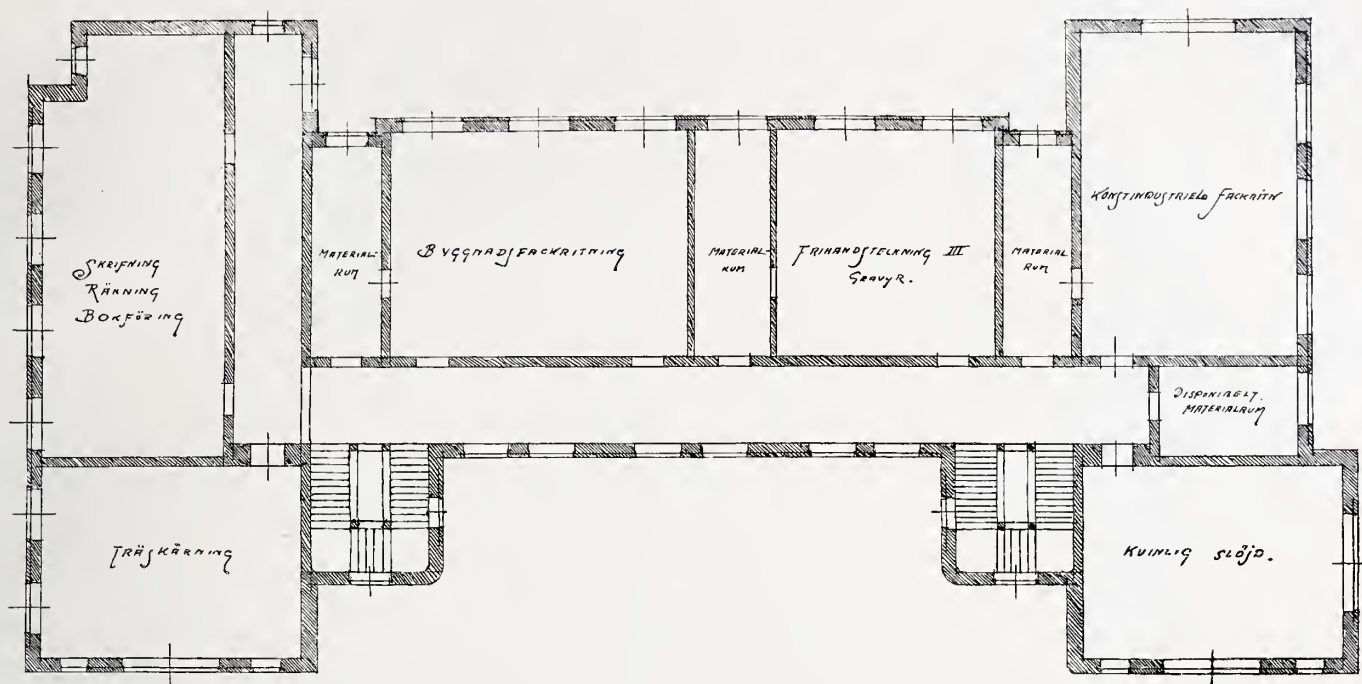 SKRIFNING
RÄKNING
BOKFÖRING
MATERIAL-
RUM
BYGGNADSFACKRITNING
MATERIAL-
RUM
FRIHANDSTECKNING III
GRAVYR.
MATERIAL
RUM
KONSTINDUSTRIELD FACKRITN
DISPONIBELT.
MATERIALRUM
TRÄSKÄRNING
KVINLIG SLÖJD.